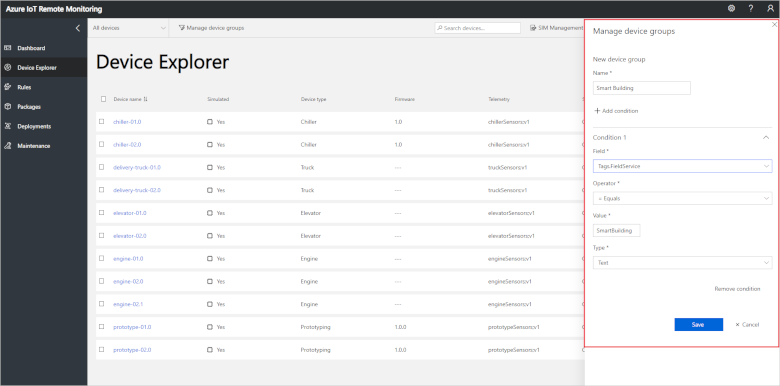 Azure IoT Remote Monitoring
All devices
Manage device groups
Search devices...
SIM Management
Dashboard
Device Explorer
Rules
Packages
Deployments
Maintenance
Device Explorer
Device name Simulated Device type Firmware Telemetry
chiller-01.0 Yes Chiller 1.0 chillerSensors;v1
chiller-02.0 Yes Chiller 1.0 chillerSensors;v1
delivery-truck-01.0 Yes Truck --- truckSensors;v1
delivery-truck-02.0 Yes Truck --- truckSensors;v1
elevator-01.0 Yes Elevator --- elevatorSensors;v1
elevator-02.0 Yes Elevator --- elevatorSensors;v1
engine-01.0 Yes Engine --- engineSensors;v1
engine-02.0 Yes Engine --- engineSensors;v1
engine-02.1 Yes Engine --- engineSensors;v1
prototype-01.0 Yes Prototyping 1.0.0 prototypeSensors;v1
prototype-02.0 Yes Prototyping 1.0.0 prototypeSensors;v1
Manage device groups
New device group
Name *
Smart Building
+ Add condition
Condition 1
Field *
Tags.FieldService
Operator *
= Equals
Value *
SmartBuilding
Type *
Text
Remove condition
Save
× Cancel